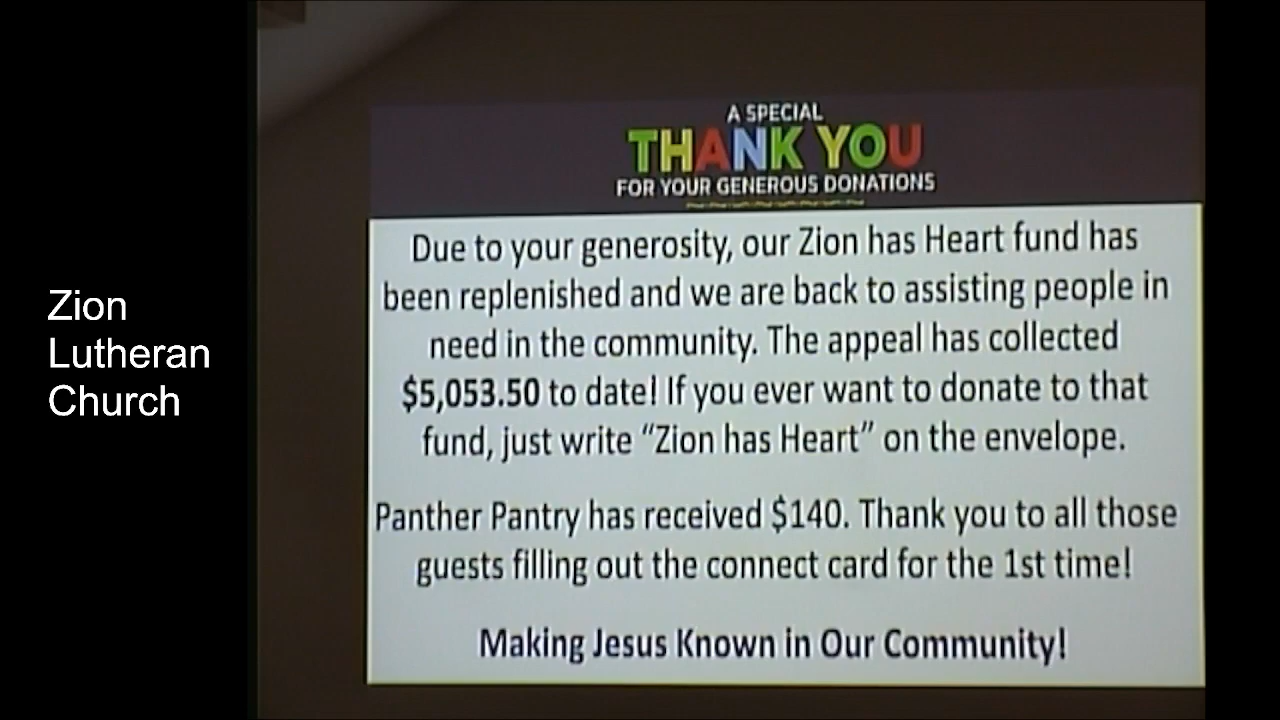 Zion
Lutheran
Church
A SPECIAL
THANK YOU
FOR YOUR GENEROUS DONATIONS
Due to your generosity, our Zion has Heart fund has
been replenished and we are back to assisting people in
need in the community. The appeal has collected
$5,053.50 to date! If you ever want to donate to that
fund, just write “Zion has Heart” on the envelope.
Panther Pantry has received $140. Thank you to all those
guests filling out the connect card for the 1st time!
Making Jesus Known in Our Community!